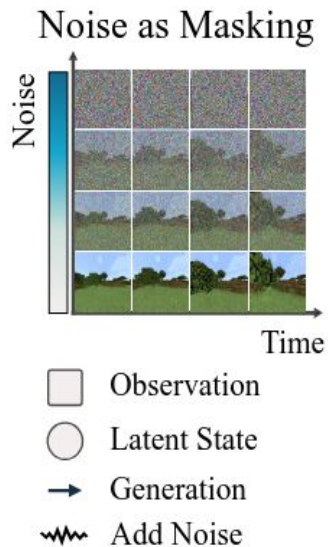 Noise as Masking
Noise
Time
Observation
Latent State
Generation
Add Noise